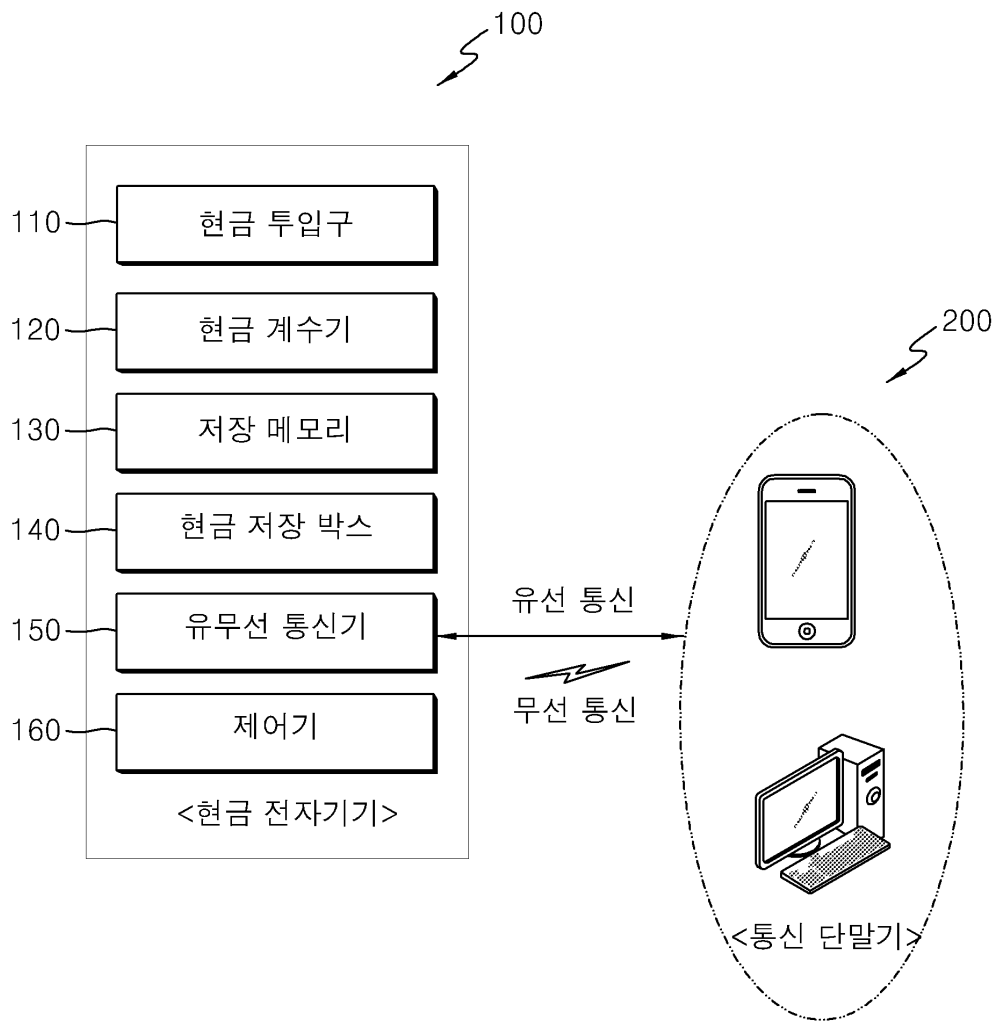 100
110 현금 투입구
120 현금 계수기
200
130 저장 메모리
140 현금 저장 박스
유선 통신
150 유무선 통신기
무선 통신
160 제어기
<현금 전자기기>
<통신 단말기>